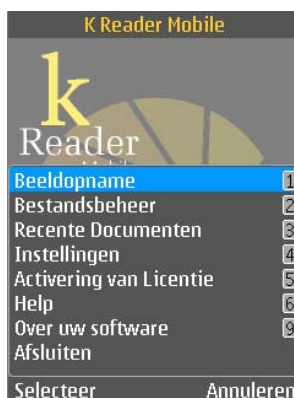 K Reader Mobile
k
Reader
Mobile
Beeldopname 1
Bestandsbeheer 2
Recente Documenten 3
Instellingen 4
Activering van Licentie 5
Help 6
Over uw software 9
Afsluiten
Selecteer Annuleren